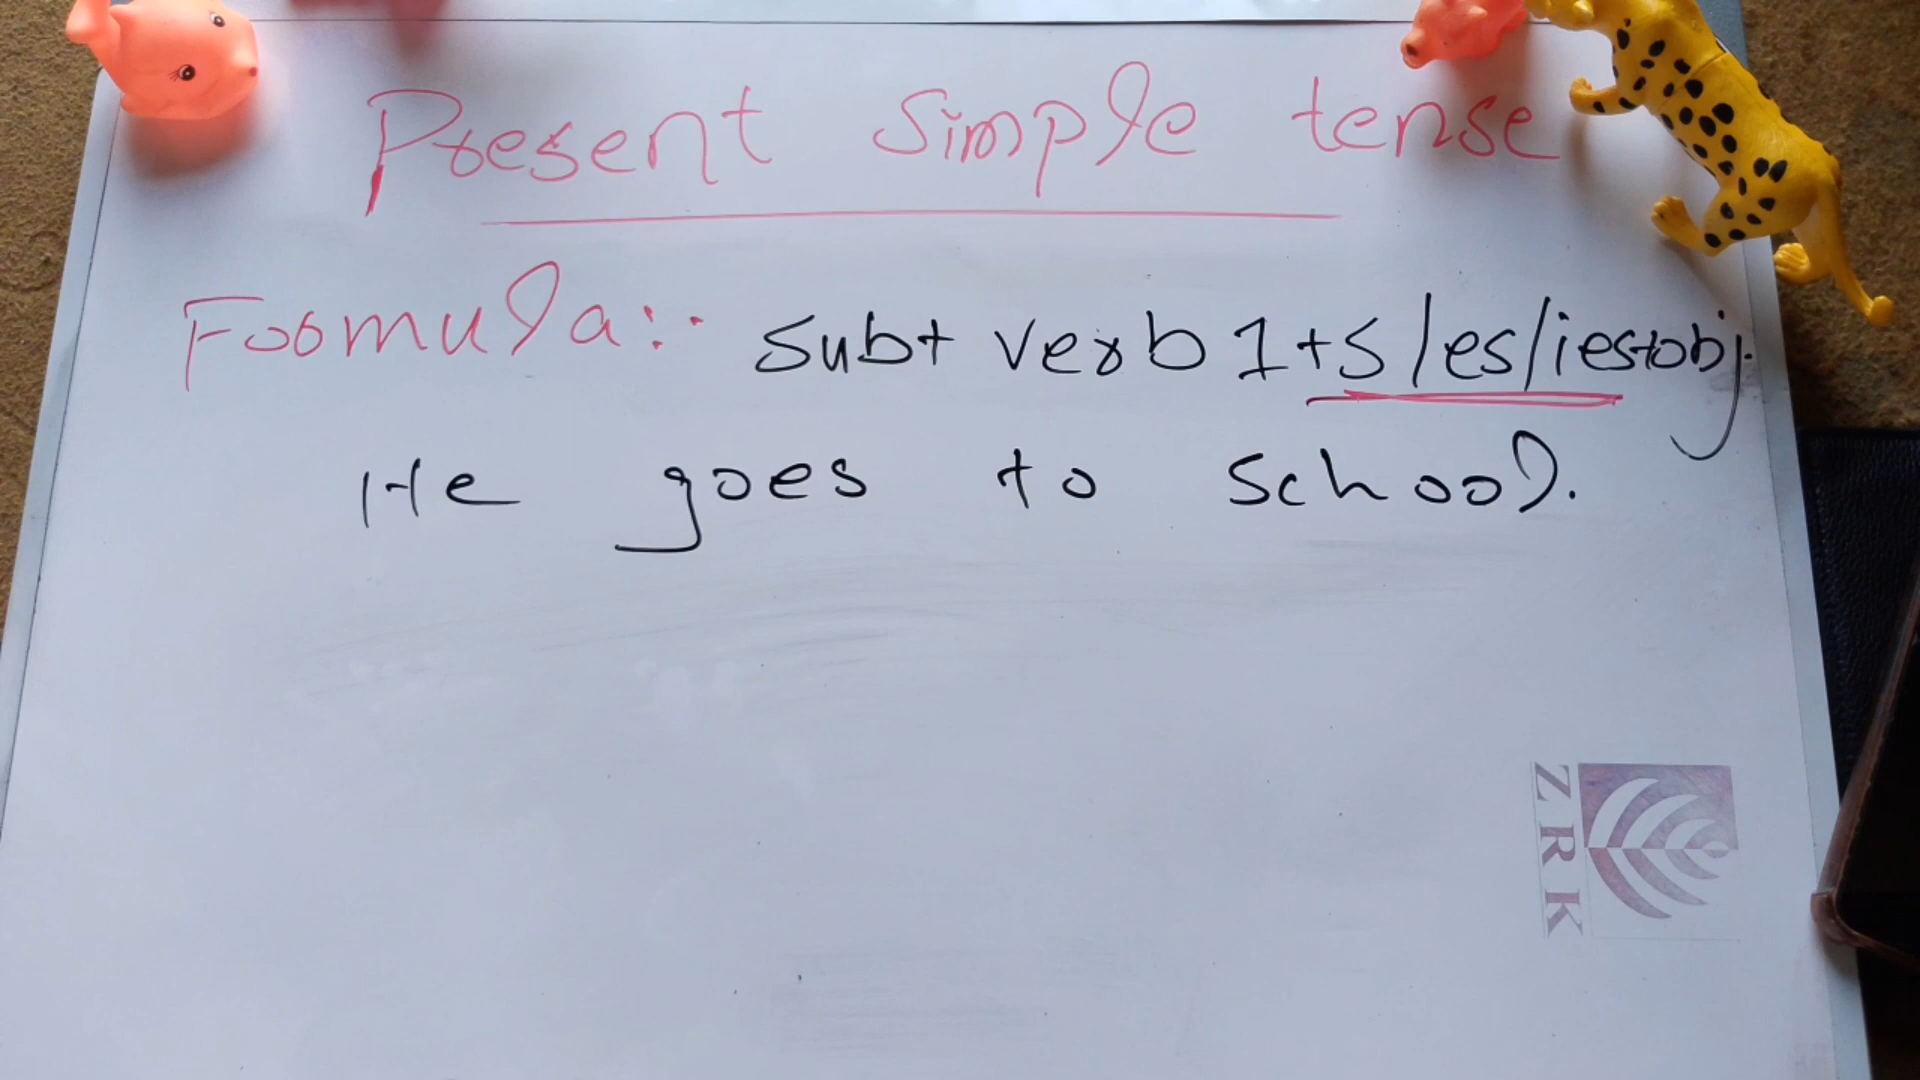 Present Simple tense
Formula:-
Sub+ verb 1+s/es/ies+obj.
He goes to School.
ZRK